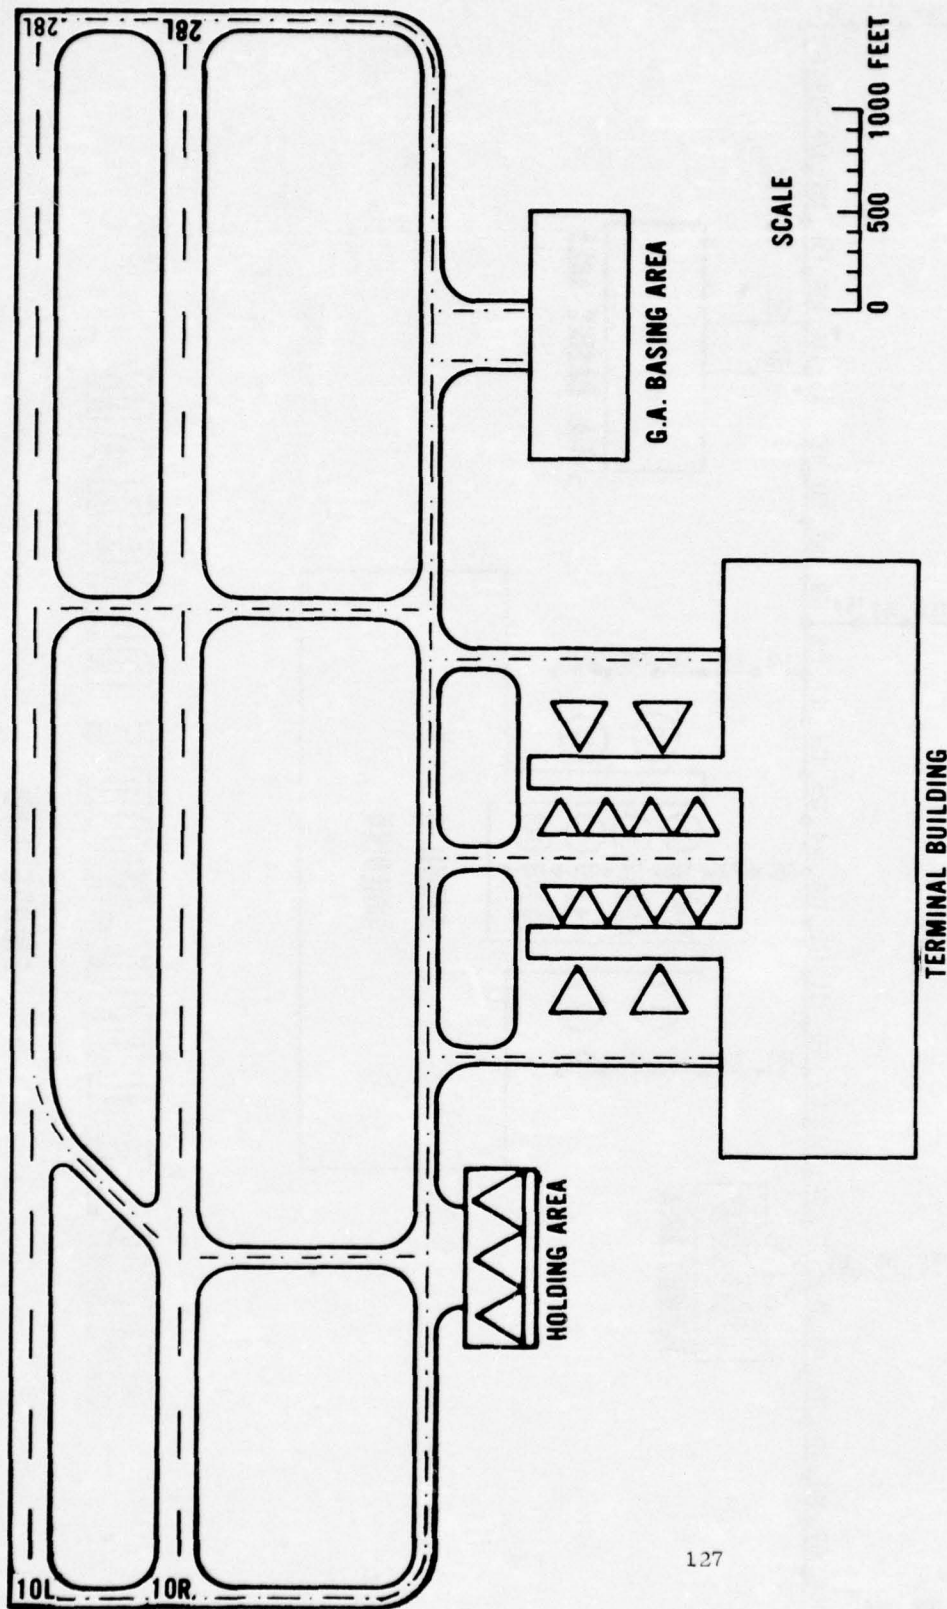 28L
28L
10L
10R
G.A. BASING AREA
SCALE
0 500 1000 FEET
HOLDING AREA
TERMINAL BUILDING
127